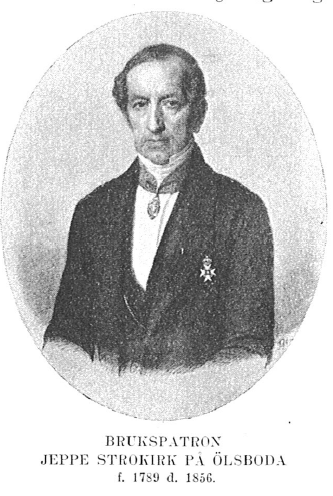 BRUKSPATRON
JEPPE STROKIRK PÅ ÖLSBODA
f. 1789 d. 1856.